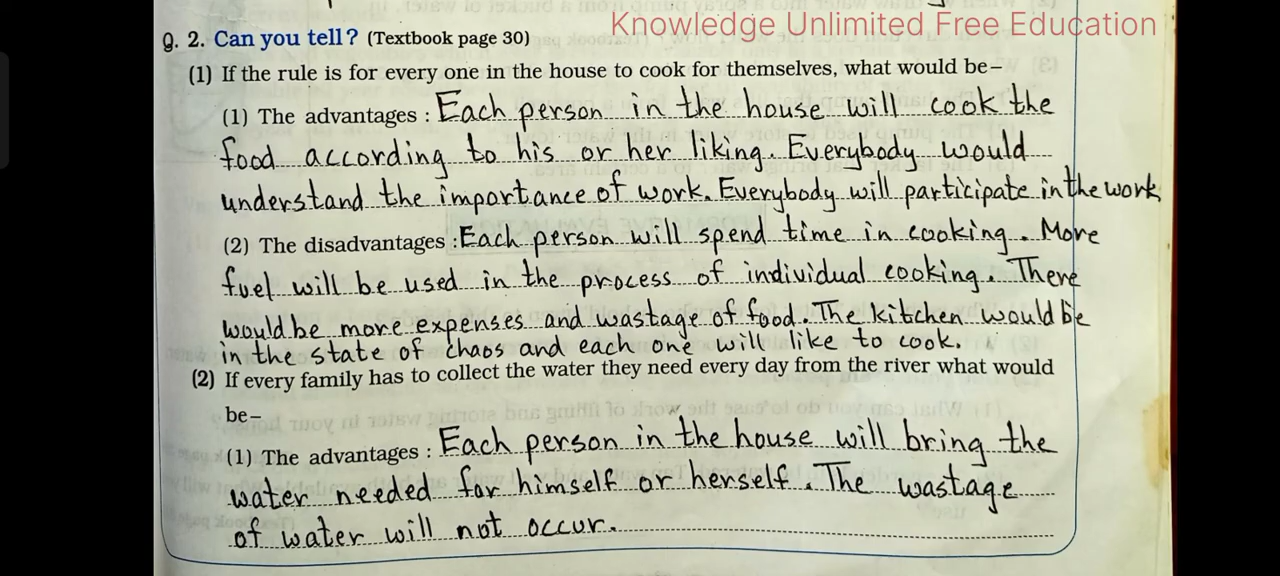 Knowledge Unlimited Free Education
Q. 2. Can you tell? (Textbook page 30)
(1) If the rule is for every one in the house to cook for themselves, what would be–
(1) The advantages : Each person in the house will cook the
food according to his or her liking. Everybody would
understand the importance of work. Everybody will participate in the work
(2) The disadvantages : Each person will spend time in cooking. More
fuel will be used in the process of individual cooking. There
would be more expenses and wastage of food. The kitchen would be
in the state of chaos and each one will like to cook.
(2) If every family has to collect the water they need every day from the river what would
be–
(1) The advantages : Each person in the house will bring the
water needed for himself or herself. The wastage
of water will not occur.